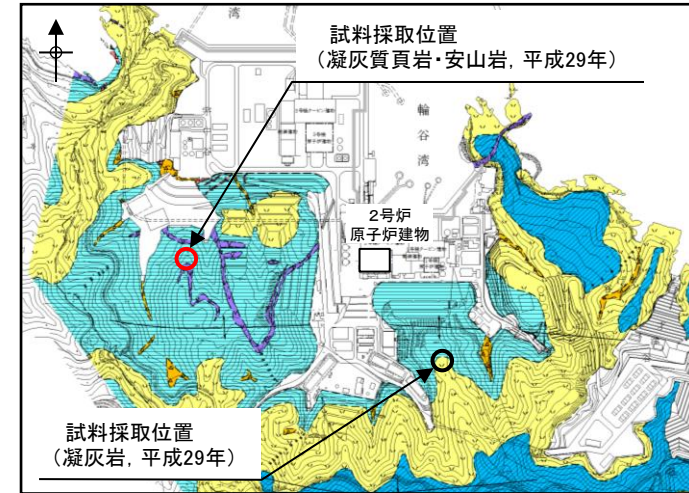 試料採取位置
（凝灰質頁岩・安山岩，平成29年）
湾
輪
谷
湾
2号炉
原子炉建物
試料採取位置
（凝灰岩，平成29年）